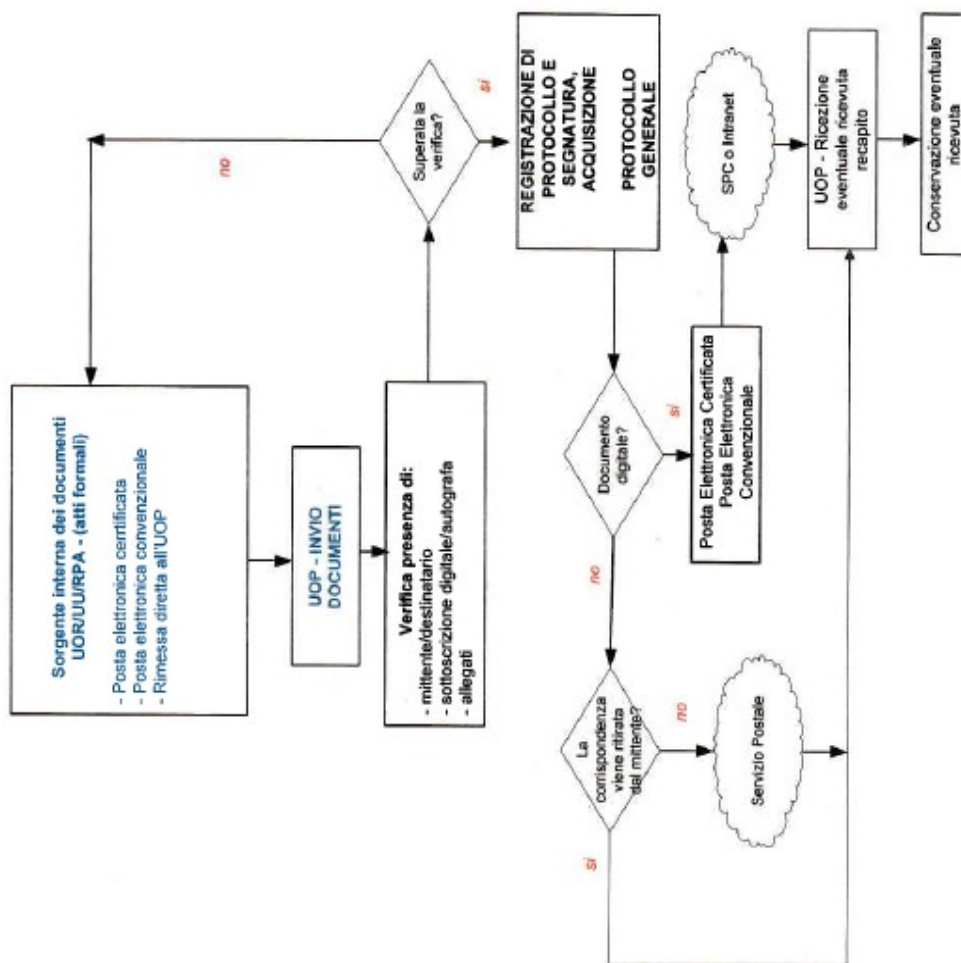 Sorgente interna dei documenti
UOR/UU/RPA - (atti formali)
- Posta elettronica certificata
- Posta elettronica convenzionale
- Rimessa diretta all'UOP
UOP - INVIO
DOCUMENTI
Verifica presenza di:
- mittente/destinatario
- sottoscrizione digitale/autografa
- allegati
Superata la
verifica?
no
si
REGISTRAZIONE DI
PROTOCOLLO E
SEGNATURA,
ACQUISIZIONE
PROTOCOLLO
GENERALE
Documento
digitale?
si
no
Posta Elettronica Certificata
Posta Elettronica
Convenzionale
SPC o Intranet
La
corrispondenza
viene ritirata
dal mittente?
no
si
Servizio Postale
UOP - Ricezione
eventuale ricevuta
recapito
Conservazione eventuale
ricevuta